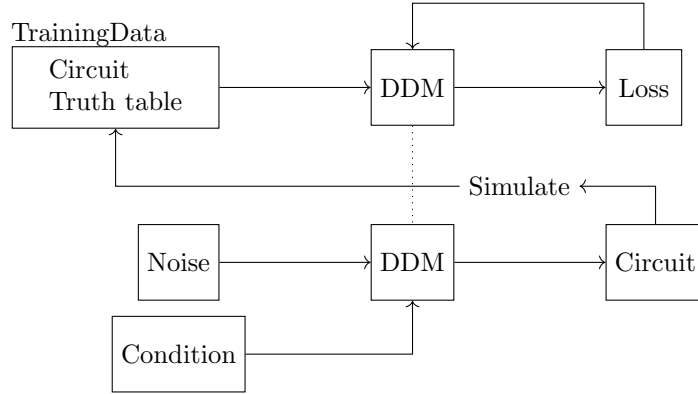 TrainingData
Circuit
Truth table
DDM
Loss
Simulate
Noise
DDM
Circuit
Condition